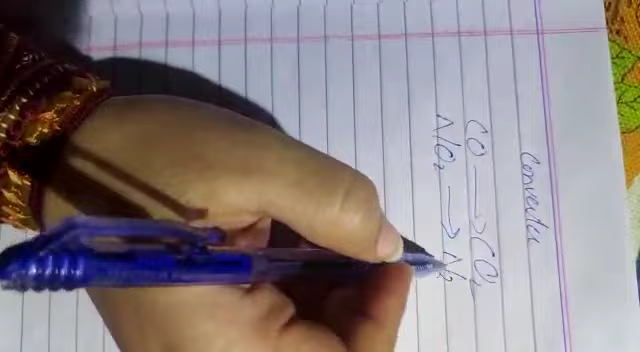 Converter
CO → CO₂
NO₂ → N₂